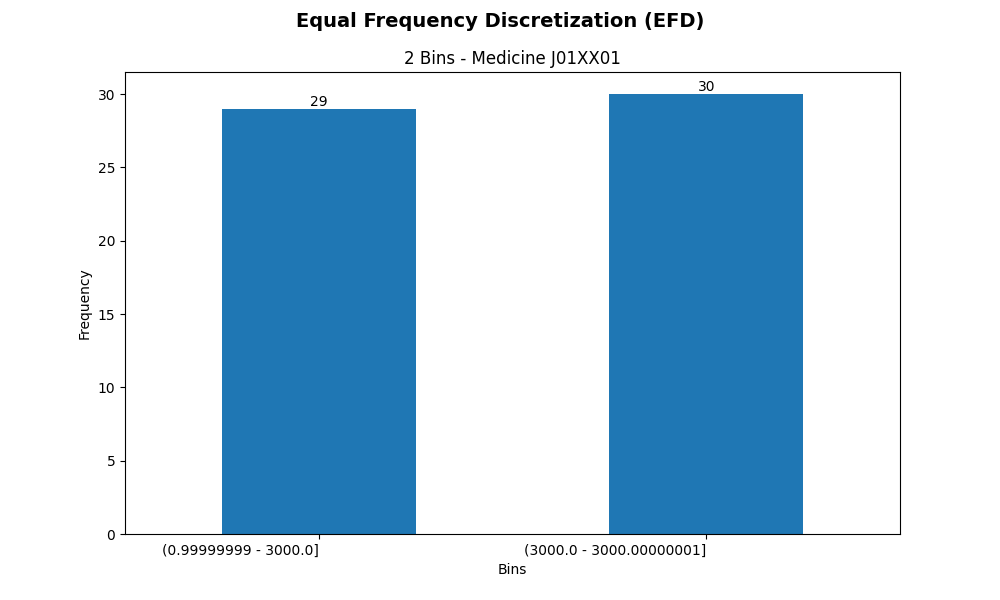 Equal Frequency Discretization (EFD)
2 Bins - Medicine J01XX01
30
29
30
25
20
15
10
5
0
Frequency
(0.99999999 - 3000.0]
(3000.0 - 3000.00000001]
Bins